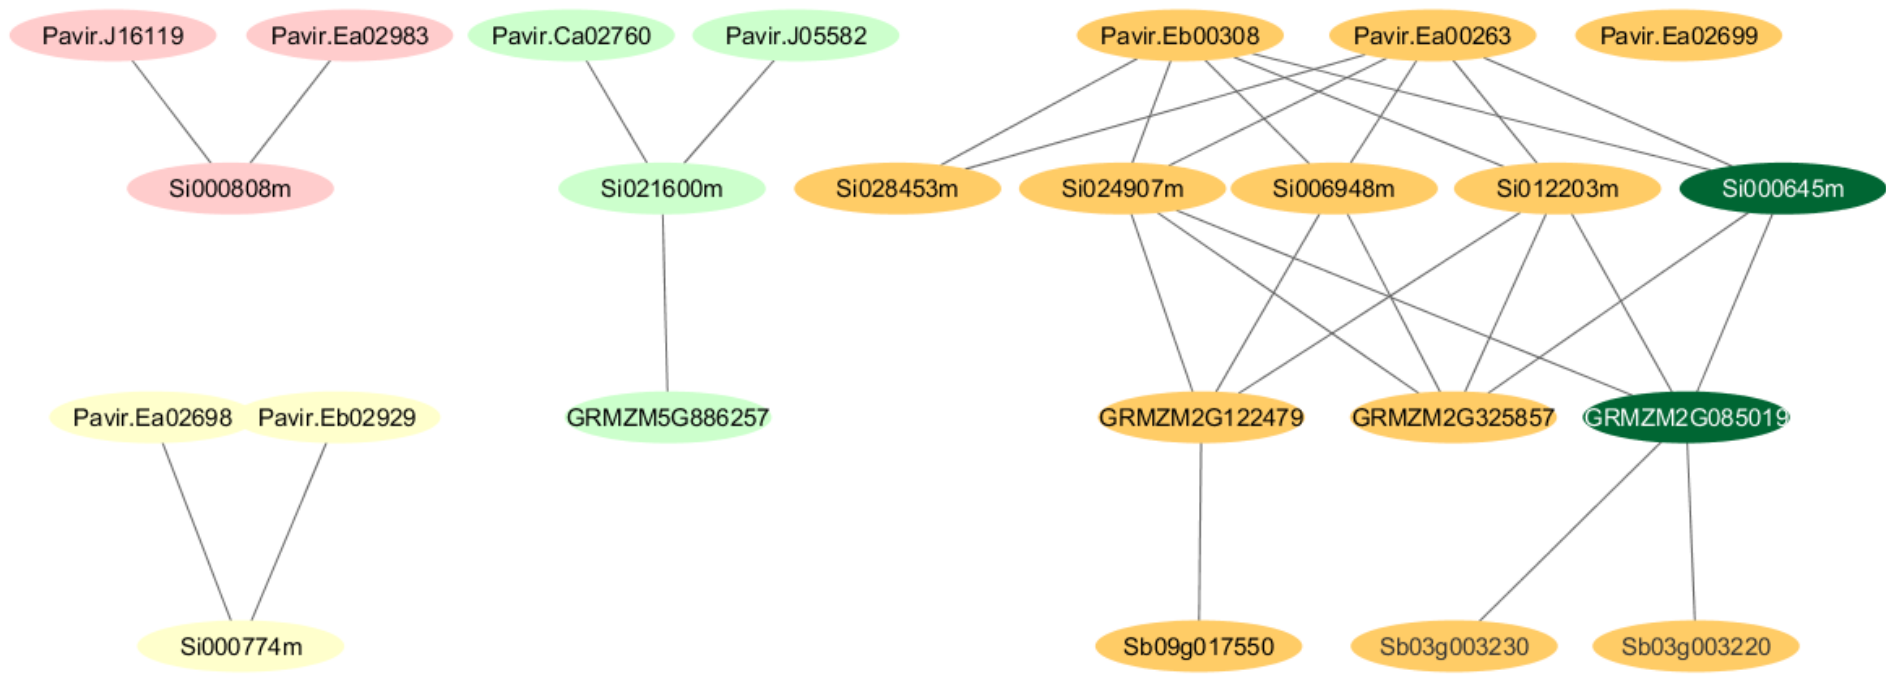 Pavir.J16119
Pavir.Ea02983
Pavir.Ca02760
Pavir.J05582
Pavir.Eb00308
Pavir.Ea00263
Pavir.Ea02699
Si000808m
Si021600m
Si028453m
Si024907m
Si006948m
Si012203m
Si000645m
Pavir.Ea02698
Pavir.Eb02929
GRMZM5G886257
GRMZM2G122479
GRMZM2G325857
GRMZM2G085019
Si000774m
Sb09g017550
Sb03g003230
Sb03g003220